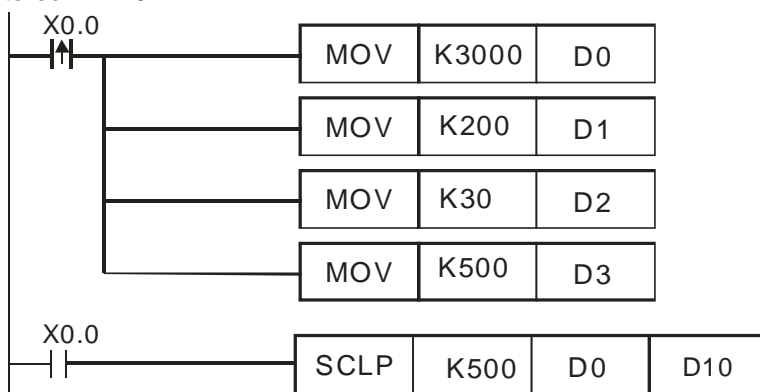 X0.0
MOV K3000 D0
MOV K200 D1
MOV K30 D2
MOV K500 D3
X0.0
SCLP K500 D0 D10